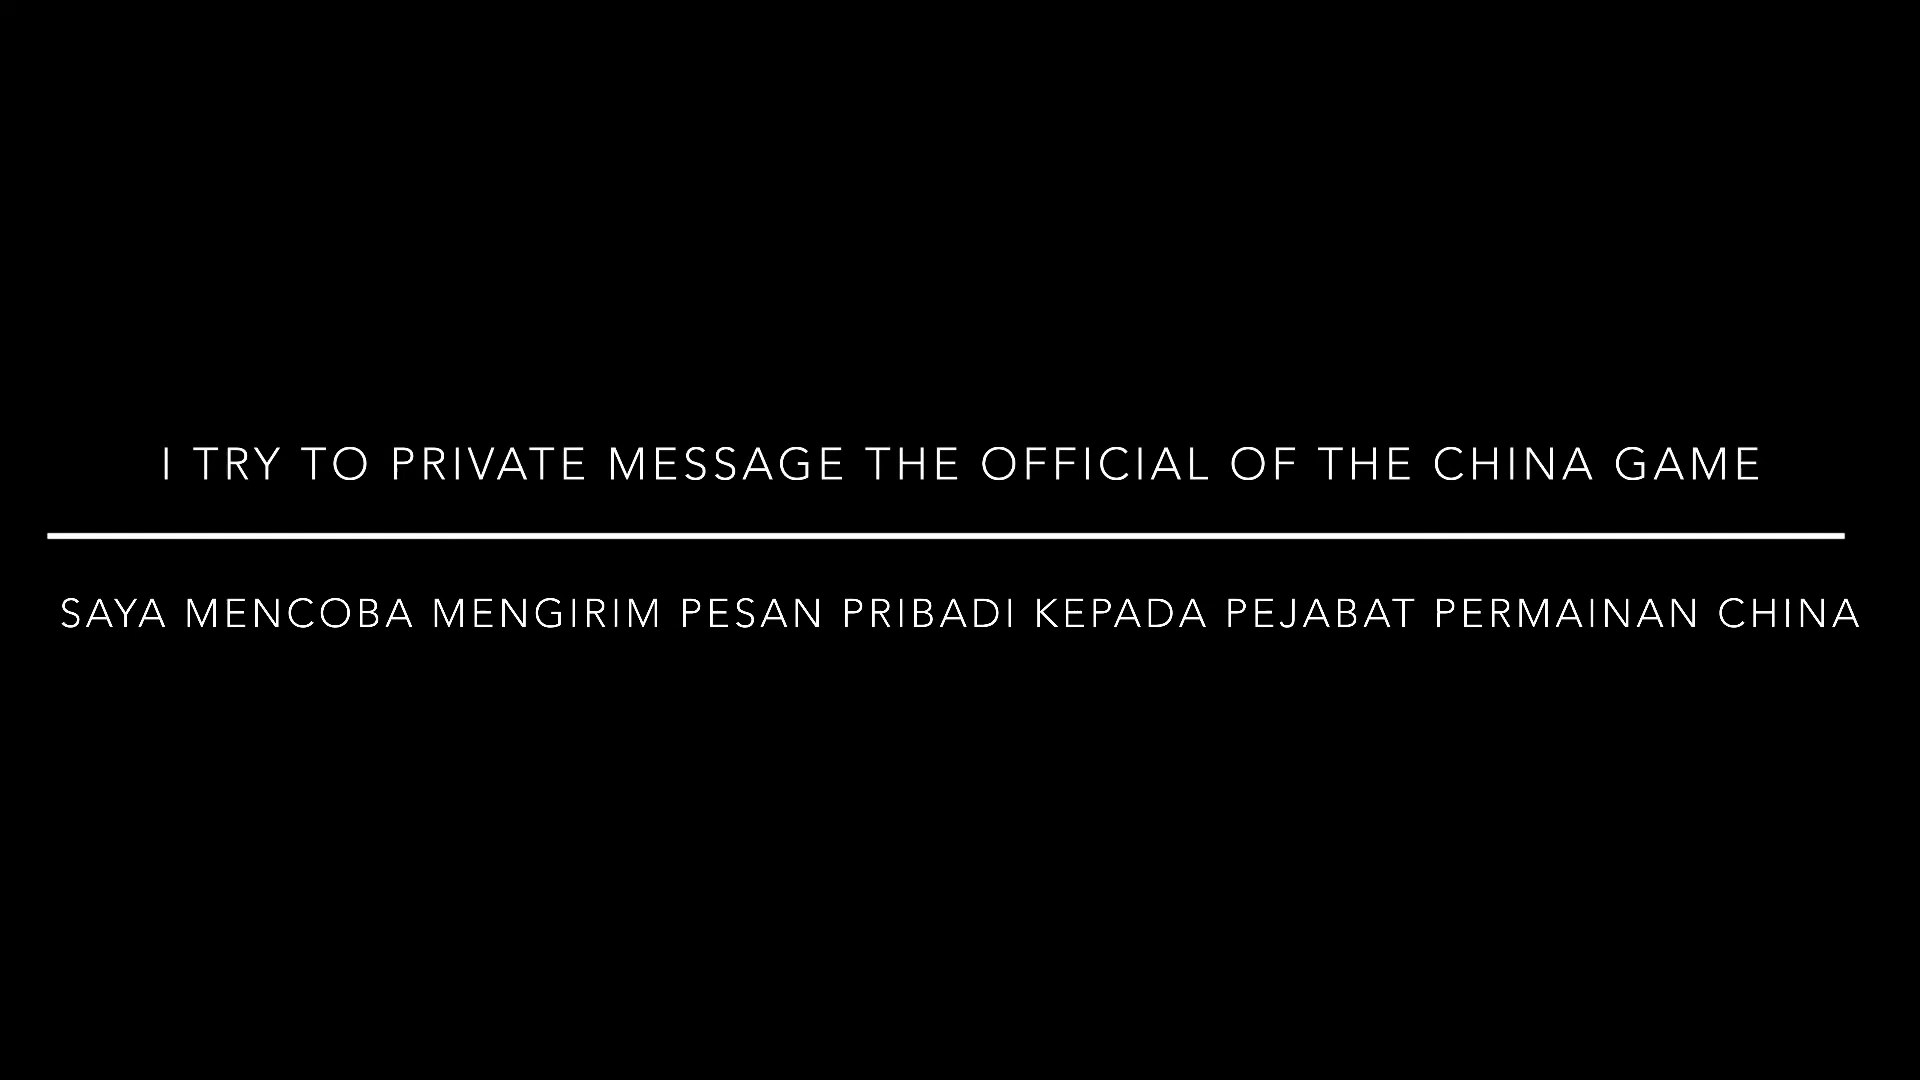 I TRY TO PRIVATE MESSAGE THE OFFICIAL OF THE CHINA GAME
SAYA MENCOBA MENGIRIM PESAN PRIBADI KEPADA PEJABAT PERMAINAN CHINA